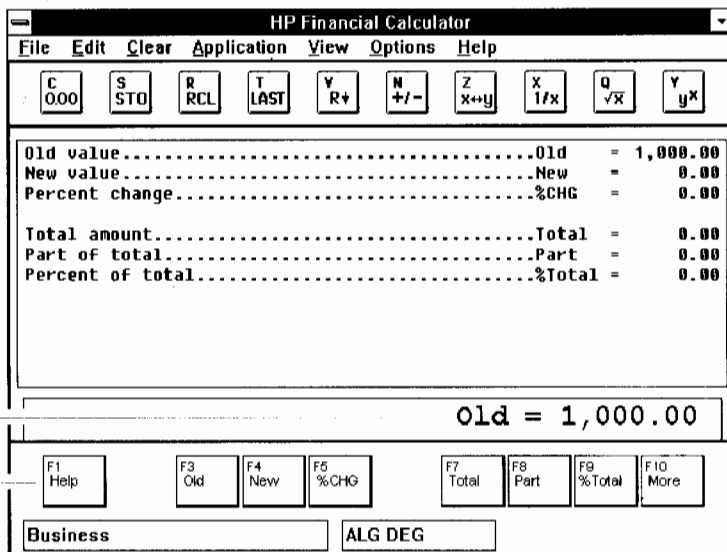 HP Financial Calculator
File Edit Clear Application View Options Help
C 0.00 S STO R RCL T LAST V R↓ N +/- Z x↔y X 1/x Q √x Y yˣ
Old value................................................Old = 1,000.00
New value................................................New = 0.00
Percent change...........................................%CHG = 0.00
Total amount.............................................Total = 0.00
Part of total............................................Part = 0.00
Percent of total.........................................%Total = 0.00
Old = 1,000.00
F1 Help F3 Old F4 New F5 %CHG F7 Total F8 Part F9 %Total F10 More
Business ALG DEG